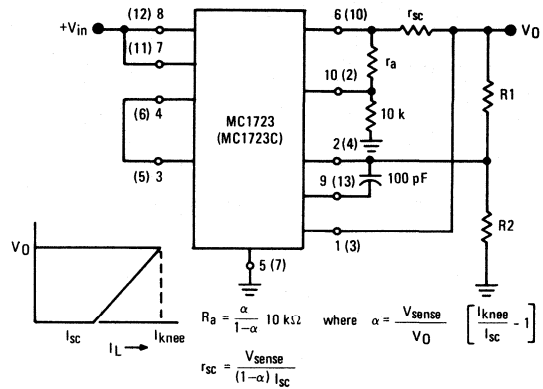 +Vin
(12) 8
(11) 7
(6) 4
(5) 3
MC1723
(MC1723C)
6 (10)
rsc
VO
ra
10 (2)
10 k
R1
2 (4)
9 (13)
100 pF
R2
1 (3)
5 (7)
VO
Isc
Iknee
IL →
Ra = α / 1-α 10 kΩ where α = Vsense / VO [Iknee / Isc - 1]
rsc = Vsense / (1-α) Isc